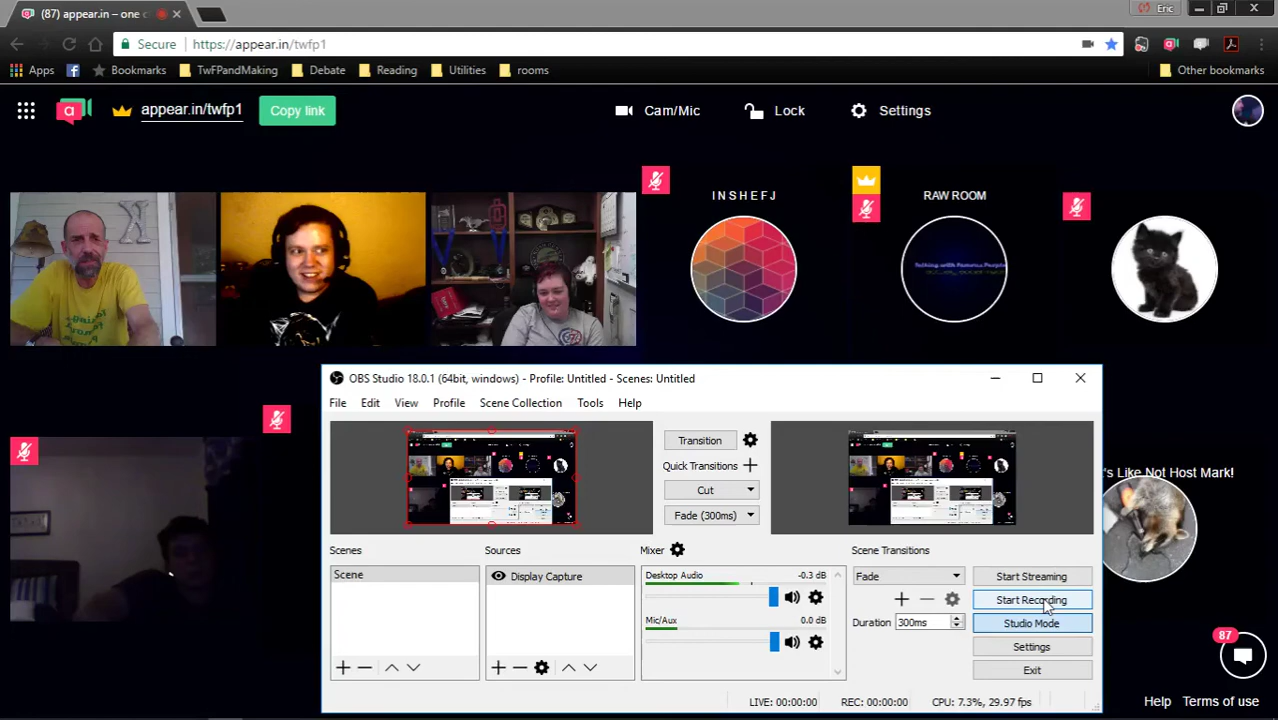 (87) appear.in – one c
Eric
Secure
https://appear.in/twfp1
Apps
Bookmarks
TwFPandMaking
Debate
Reading
Utilities
rooms
Other bookmarks
a
appear.in/twfp1
Copy link
Cam/Mic
Lock
Settings
K
INSHEFJ
RAW ROOM
OBS Studio 18.0.1 (64bit, windows) - Profile: Untitled - Scenes: Untitled
File
Edit
View
Profile
Scene Collection
Tools
Help
Transition
Quick Transitions
Cut
Fade (300ms)
's Like Not Host Mark!
Scenes
Sources
Mixer
Scene Transitions
Scene
Display Capture
Desktop Audio
-0.3 dB
Fade
Start Streaming
Start Recording
Mic/Aux
0.0 dB
Duration
300ms
Studio Mode
Settings
Exit
87
LIVE: 00:00:00
REC: 00:00:00
CPU: 7.3%, 29.97 fps
Help
Terms of use